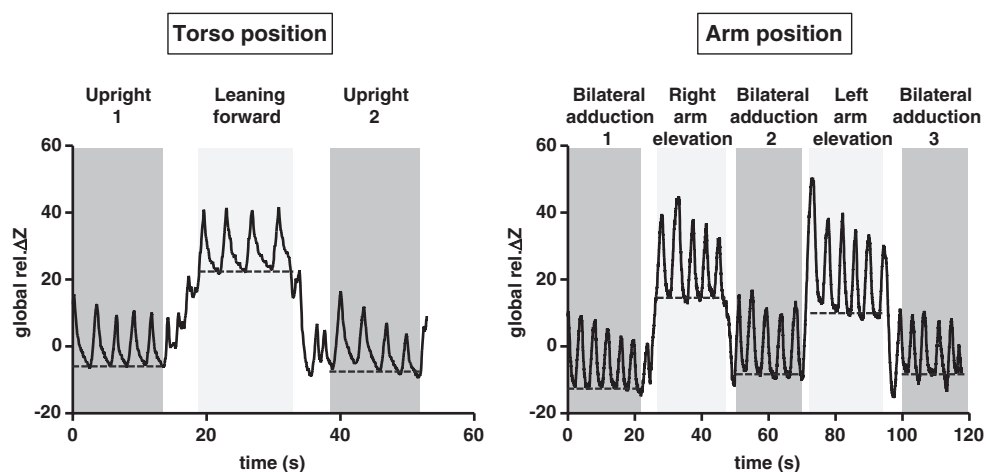 Torso position
Upright
1
Leaning
forward
Upright
2
60
40
20
0
-20
global rel.ΔZ
0
20
40
60
time (s)
Arm position
Bilateral
adduction
1
Right
arm
elevation
Bilateral
adduction
2
Left
arm
elevation
Bilateral
adduction
3
60
40
20
0
-20
global rel.ΔZ
0
20
40
60
80
100
120
time (s)